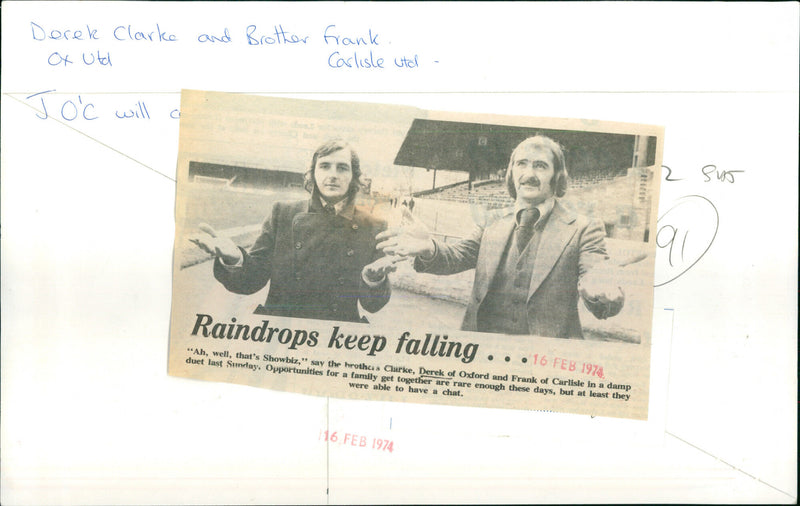 Derek Clarke and Brother Frank.
Ox Utd Carlisle Utd -
J O'C will
91
Raindrops keep falling . . .
16 FEB 1974
"Ah, well, that's Showbiz," say the brothers Clarke, Derek of Oxford and Frank of Carlisle in a damp
duet last Sunday. Opportunities for a family get together are rare enough these days, but at least they
were able to have a chat.
16 FEB 1974